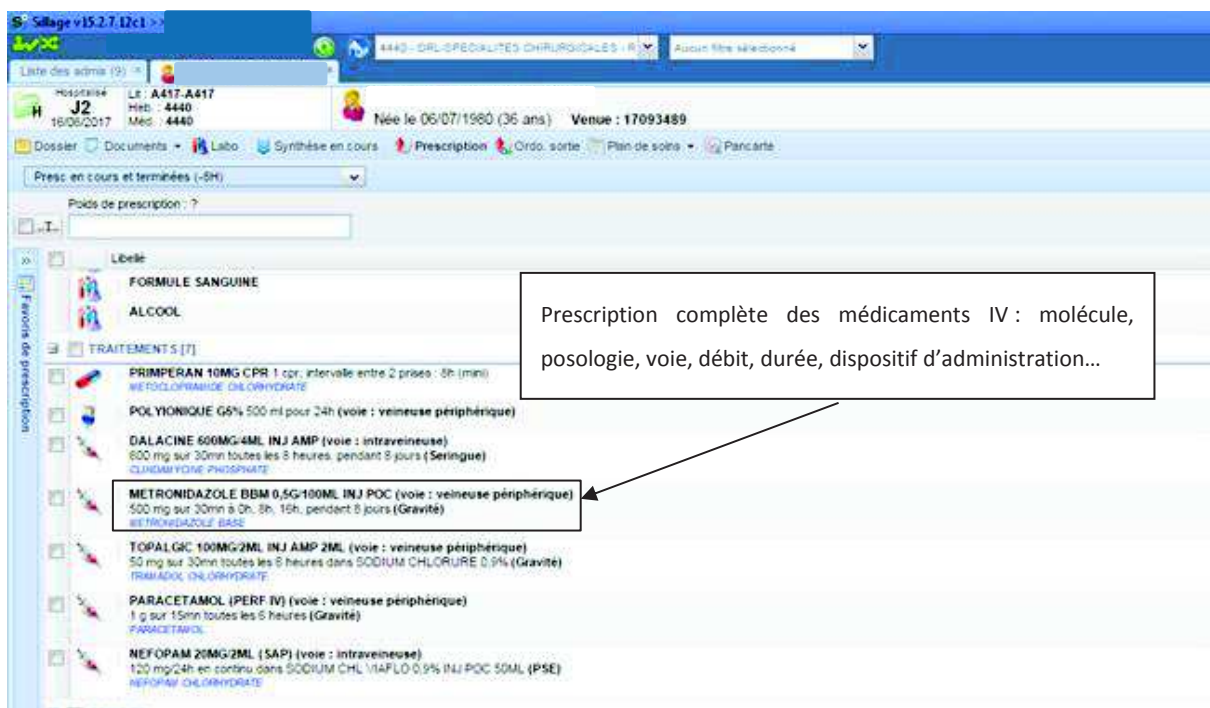 Sillage v15.2.7.12c1 >>
4440 - ORL-SPECIALITES CHIRURGICALES - R
Aucun filtre sélectionné
Liste des admis (9)
Hospitalisé
H J2
16/06/2017
Lit : A417-A417
Heb. : 4440
Méd. : 4440
Née le 06/07/1980 (36 ans) Venue : 17093489
Dossier Documents Labo Synthèse en cours Prescription Ordo. sortie Plan de soins Pancarte
Presc en cours et terminées (-6H)
Poids de prescription : ?
..T..
» Libellé
Favoris de prescription
FORMULE SANGUINE
ALCOOL
TRAITEMENTS [7]
PRIMPERAN 10MG CPR 1 cpr. intervalle entre 2 prises : 8h (mini)
METOCLOPRAMIDE CHLORHYDRATE
POLYIONIQUE G5% 500 ml pour 24h (voie : veineuse périphérique)
DALACINE 600MG/4ML INJ AMP (voie : intraveineuse)
600 mg sur 30mn toutes les 8 heures, pendant 8 jours (Seringue)
CLINDAMYCINE PHOSPHATE
METRONIDAZOLE BBM 0,5G/100ML INJ POC (voie : veineuse périphérique)
500 mg sur 30mn à 0h, 8h, 16h, pendant 8 jours (Gravité)
METRONIDAZOLE BASE
TOPALGIC 100MG/2ML INJ AMP 2ML (voie : veineuse périphérique)
50 mg sur 30mn toutes les 8 heures dans SODIUM CHLORURE 0.9% (Gravité)
TRAMADOL CHLORHYDRATE
PARACETAMOL (PERF IV) (voie : veineuse périphérique)
1 g sur 15mn toutes les 6 heures (Gravité)
PARACETAMOL
NEFOPAM 20MG/2ML (SAP) (voie : intraveineuse)
120 mg/24h en continu dans SODIUM CHL VIAFLO 0.9% INJ POC 50ML (PSE)
NEFOPAM CHLORHYDRATE
Prescription complète des médicaments IV : molécule,
posologie, voie, débit, durée, dispositif d'administration…